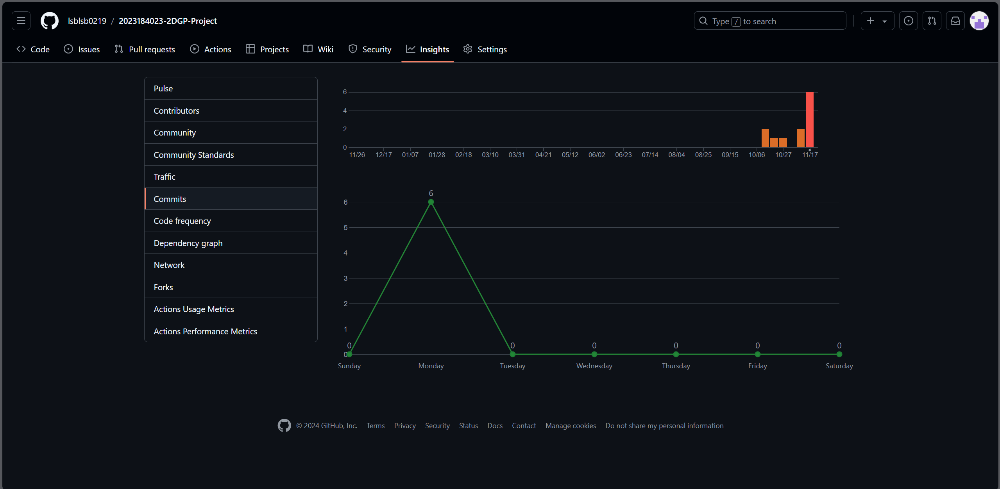 lsblsb0219 / 2023184023-2DGP-Project
Type / to search
Code Issues Pull requests Actions Projects Wiki Security Insights Settings
Pulse
Contributors
Community
Community Standards
Traffic
Commits
Code frequency
Dependency graph
Network
Forks
Actions Usage Metrics
Actions Performance Metrics
6
4
2
0
11/26 12/17 01/07 01/28 02/18 03/10 03/31 04/21 05/12 06/02 06/23 07/14 08/04 08/25 09/15 10/06 10/27 11/17
6
6
5
4
3
2
1
0 0 0 0 0 0
0
Sunday Monday Tuesday Wednesday Thursday Friday Saturday
© 2024 GitHub, Inc. Terms Privacy Security Status Docs Contact Manage cookies Do not share my personal information